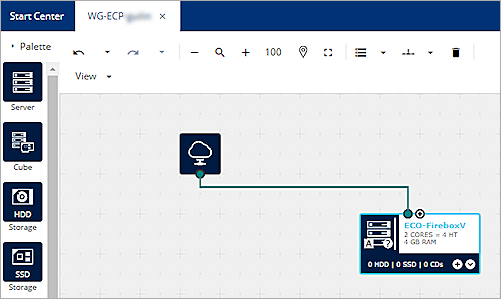 Start Center
WG-ECP
Palette
100
View
Server
Cube
HDD
Storage
SSD
Storage
ECO-FireboxV
2 CORES = 4 HT
4 GB RAM
A ?
0 HDD | 0 SSD | 0 CDs